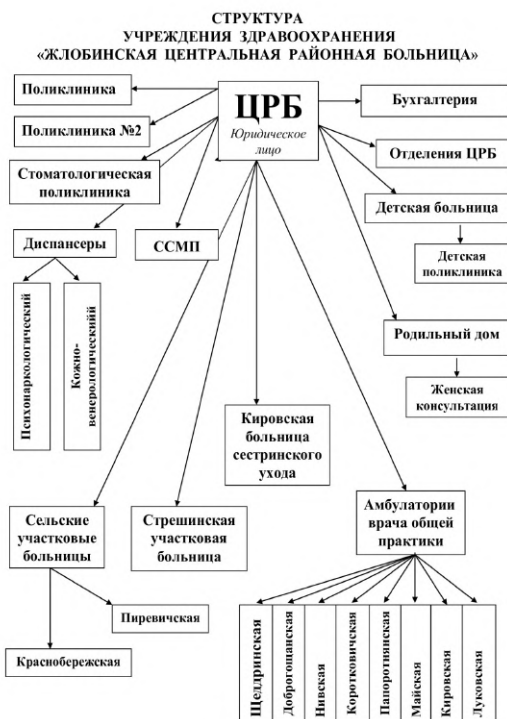 СТРУКТУРА
УЧРЕЖДЕНИЯ ЗДРАВООХРАНЕНИЯ
«ЖЛОБИНСКАЯ ЦЕНТРАЛЬНАЯ РАЙОННАЯ БОЛЬНИЦА»
ЦРБ
Юридическое
лицо
Поликлиника
Поликлиника №2
Стоматологическая
поликлиника
Диспансеры
Психонаркологический
Кожно-
венерологическийй
ССМП
Бухгалтерия
Отделения ЦРБ
Детская больница
Детская
поликлиника
Родильный дом
Женская
консультация
Кировская
больница
сестринского
ухода
Сельские
участковые
больницы
Пиревичская
Краснобережская
Стрешинская
участковая
больница
Амбулатории
врача общей
практики
Щедринская
Доброгощанская
Нивская
Коротковичская
Папоротнянская
Майская
Кировская
Луковская